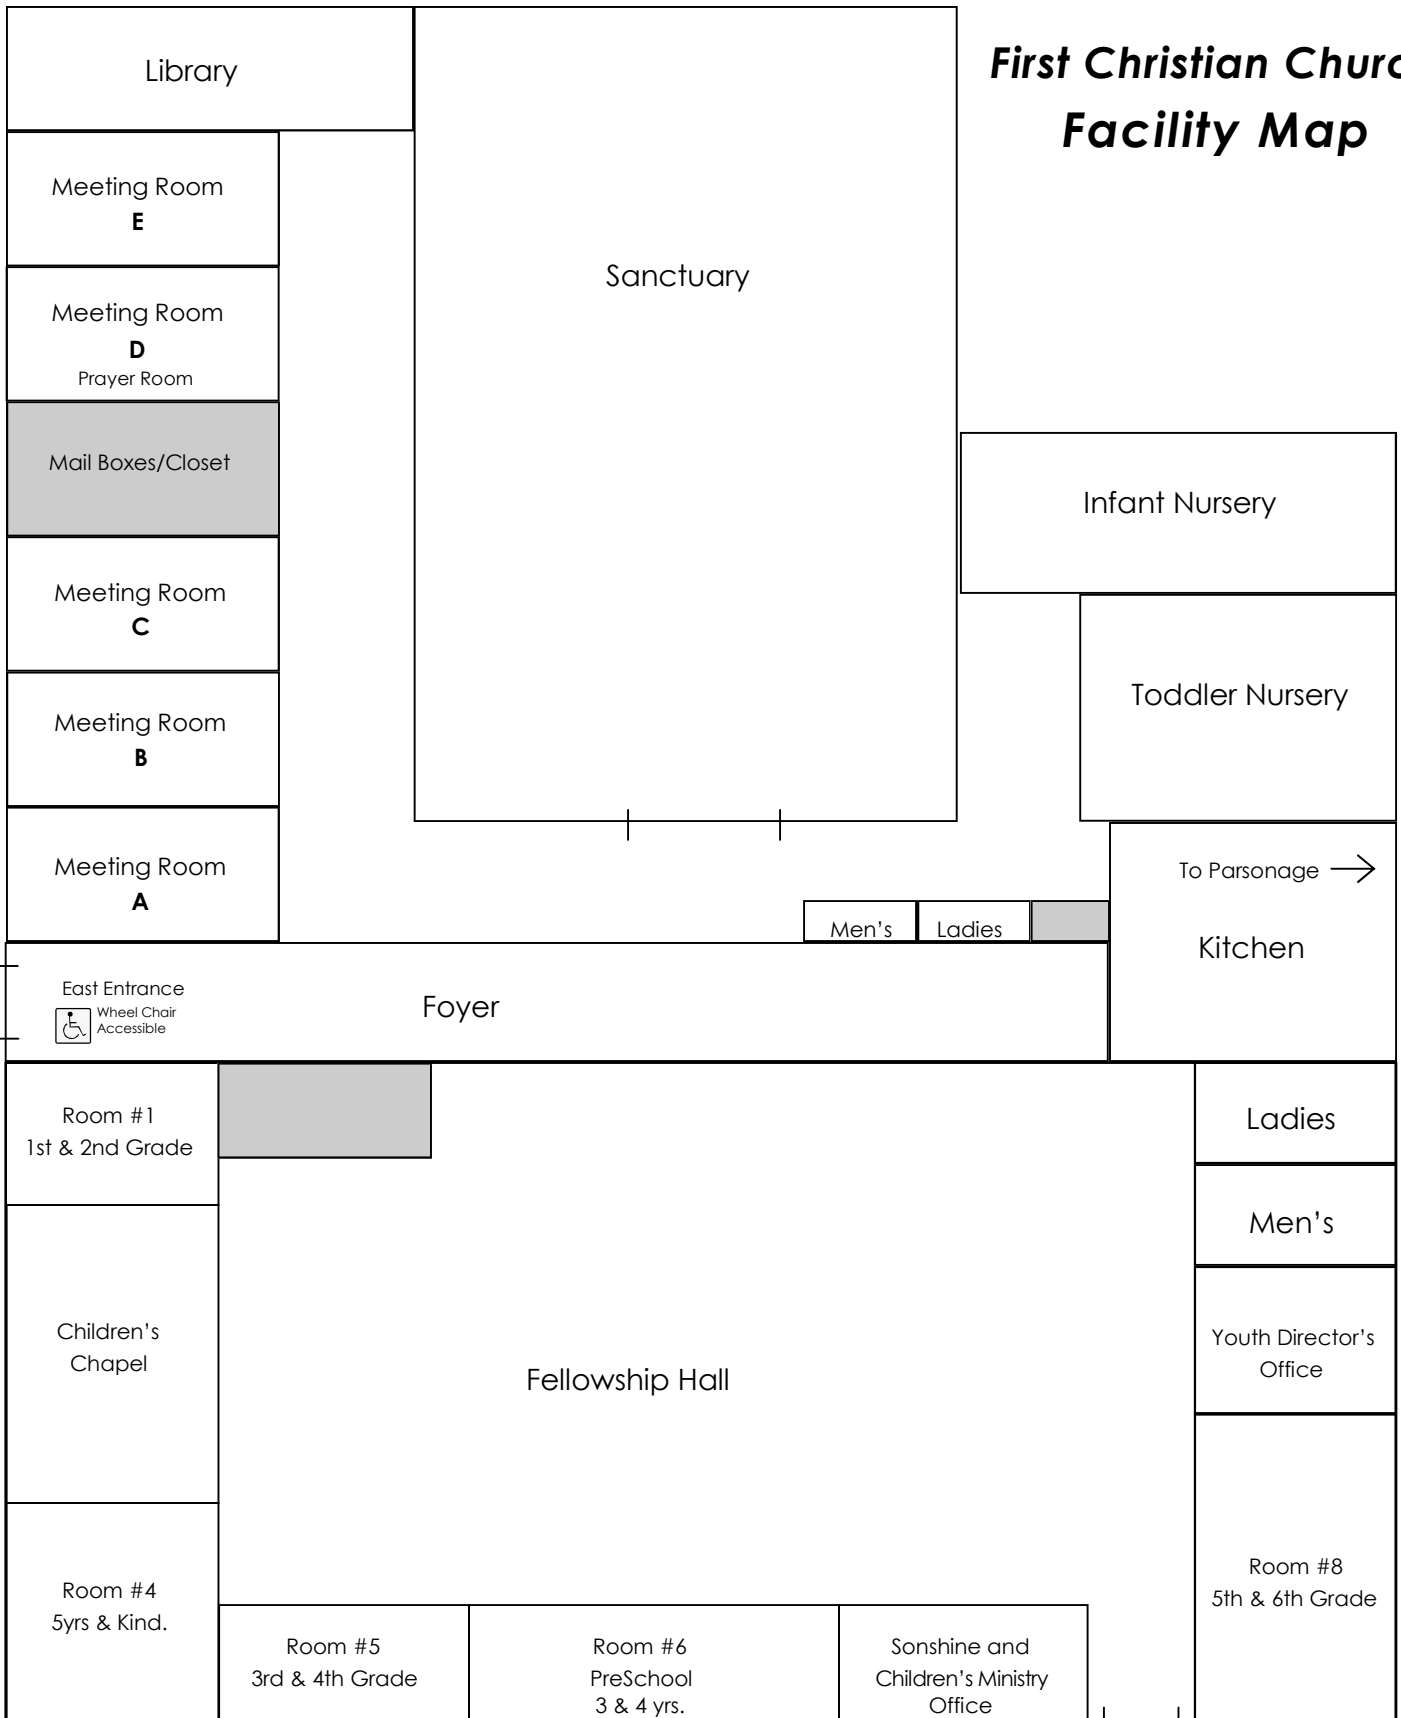 First Christian Churc
Facility Map
Library
Meeting Room
E
Meeting Room
D
Prayer Room
Mail Boxes/Closet
Meeting Room
C
Meeting Room
B
Meeting Room
A
Sanctuary
Infant Nursery
Toddler Nursery
To Parsonage
Kitchen
Men's
Ladies
East Entrance
Wheel Chair
Accessible
Foyer
Room #1
1st & 2nd Grade
Children's
Chapel
Room #4
5yrs & Kind.
Fellowship Hall
Ladies
Men's
Youth Director's
Office
Room #8
5th & 6th Grade
Room #5
3rd & 4th Grade
Room #6
PreSchool
3 & 4 yrs.
Sonshine and
Children's Ministry
Office